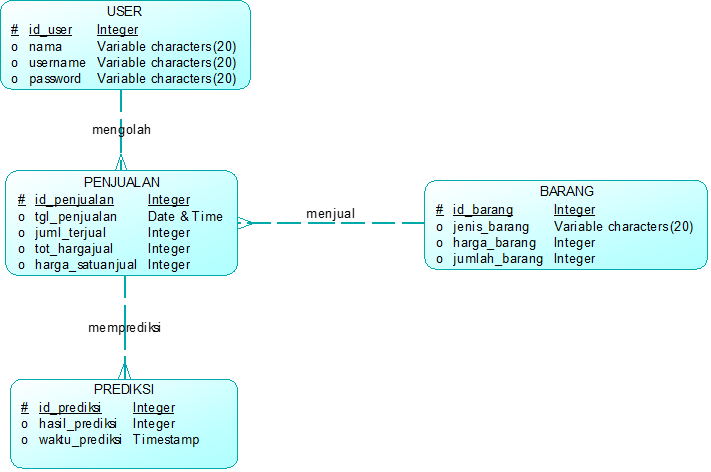 USER
# id_user Integer
o nama Variable characters(20)
o username Variable characters(20)
o password Variable characters(20)
mengolah
PENJUALAN
# id_penjualan Integer
o tgl_penjualan Date & Time
o juml_terjual Integer
o tot_hargajual Integer
o harga_satuanjual Integer
menjual
BARANG
# id_barang Integer
o jenis_barang Variable characters(20)
o harga_barang Integer
o jumlah_barang Integer
memprediksi
PREDIKSI
# id_prediksi Integer
o hasil_prediksi Integer
o waktu_prediksi Timestamp